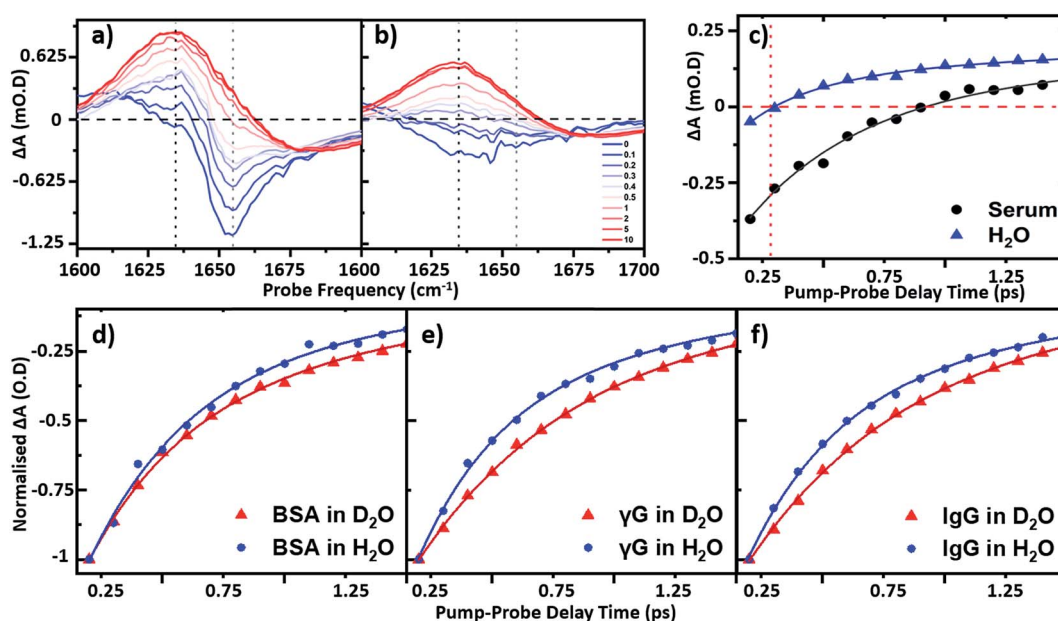 a)
b)
c)
0.625
0
-0.625
-1.25
ΔA (mO.D)
1600 1625 1650 1675 1600 1625 1650 1675 1700
Probe Frequency (cm⁻¹)
0
0.1
0.2
0.3
0.4
0.5
1
2
5
10
0.25
0
-0.25
-0.5
ΔA (mO.D)
Serum
H₂O
0.25 0.5 0.75 1 1.25
Pump-Probe Delay Time (ps)
d)
e)
f)
-0.25
-0.5
-0.75
-1
Normalised ΔA (O.D)
BSA in D₂O
BSA in H₂O
γG in D₂O
γG in H₂O
IgG in D₂O
IgG in H₂O
0.25 0.75 1.25 0.25 0.75 1.25 0.25 0.75 1.25
Pump-Probe Delay Time (ps)